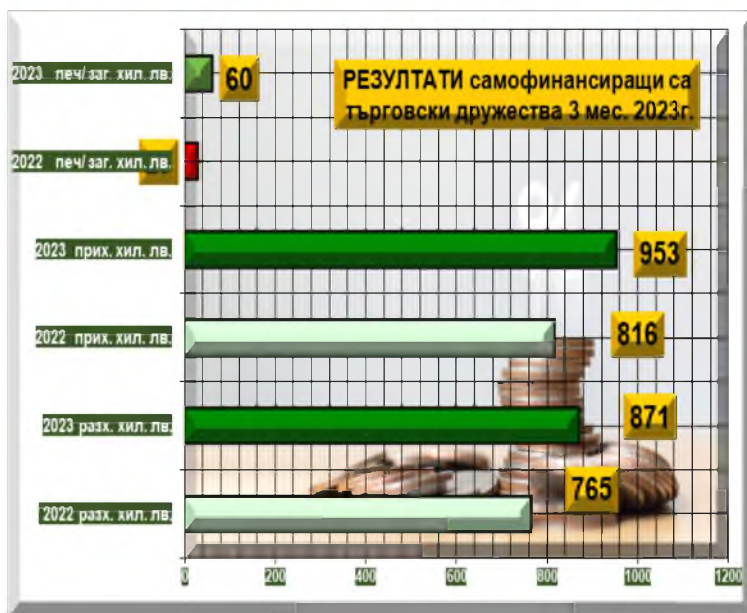 2023 печ/ заг. хил. лв.
60
РЕЗУЛТАТИ самофинансиращи са
търговски дружества 3 мес. 2023г.
2022 печ/ заг. хил. лв.
2023 прих. хил. лв.
953
2022 прих. хил. лв.
816
2023 разх. хил. лв.
871
2022 разх. хил. лв.
765
0 200 400 600 800 1000 1200